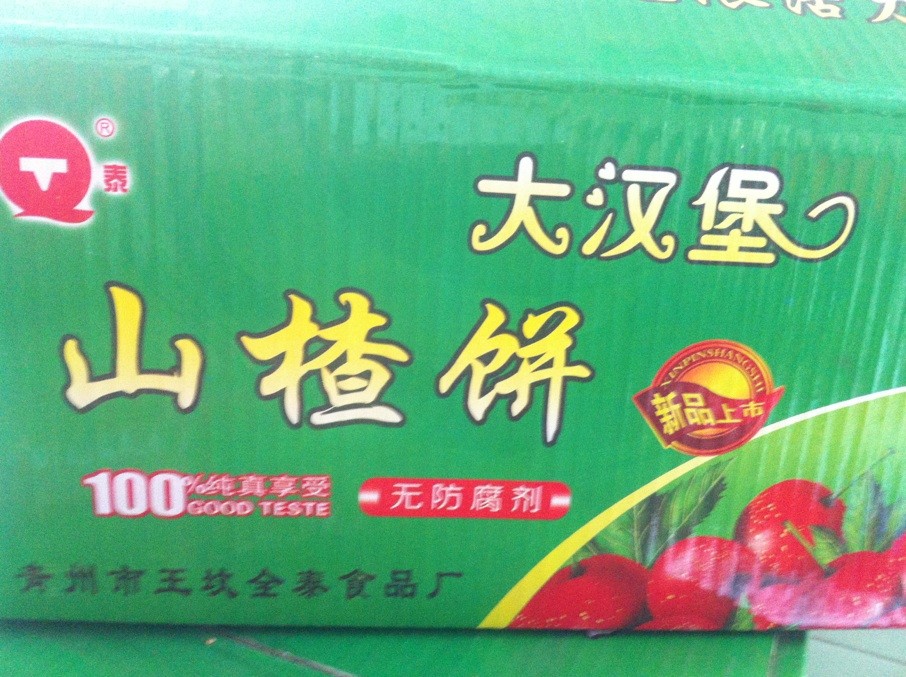 ®
泰
大汉堡
山楂饼
XINPINSHANGSHI
新品上市
100%纯真享受
GOOD TESTE
无防腐剂
青州市王坟全泰食品厂